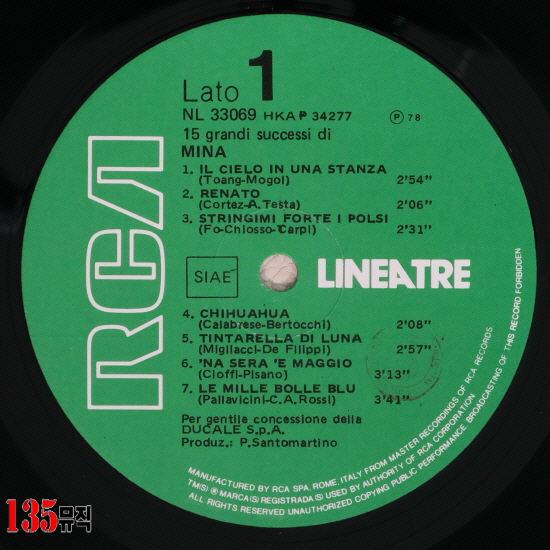 Lato 1
NL 33069 HKA P 34277
Ⓟ 78
15 grandi successi di
MINA
1. IL CIELO IN UNA STANZA
(Toang-Mogol) 2'54"
2. RENATO
(Cortez-A. Testa) 2'06"
3. STRINGIMI FORTE I POLSI
(Fo-Chiosso-Carpi) 2'31"
RCA
SIAE
LINEATRE
4. CHIHUAHUA
(Calabrese-Bertocchi) 2'08"
5. TINTARELLA DI LUNA
(Migliacci-De Filippi) 2'57"
6. 'NA SERA 'E MAGGIO
(Cioffi-Pisano) 3'13"
7. LE MILLE BOLLE BLU
(Pallavicini-C.A. Rossi) 3'41"
Per gentile concessione della
DUCALE S.p.A.
Produz.: P. Santomartino
MANUFACTURED BY RCA SPA, ROME, ITALY FROM MASTER RECORDINGS OF RCA RECORDS.
TM(S) ® MARCA(S) REGISTRADA(S) USED BY AUTHORITY OF RCA CORPORATION
ALL RIGHTS RESERVED UNAUTHORIZED COPYING PUBLIC PERFORMANCE BROADCASTING OF THIS RECORD FORBIDDEN
135뮤직